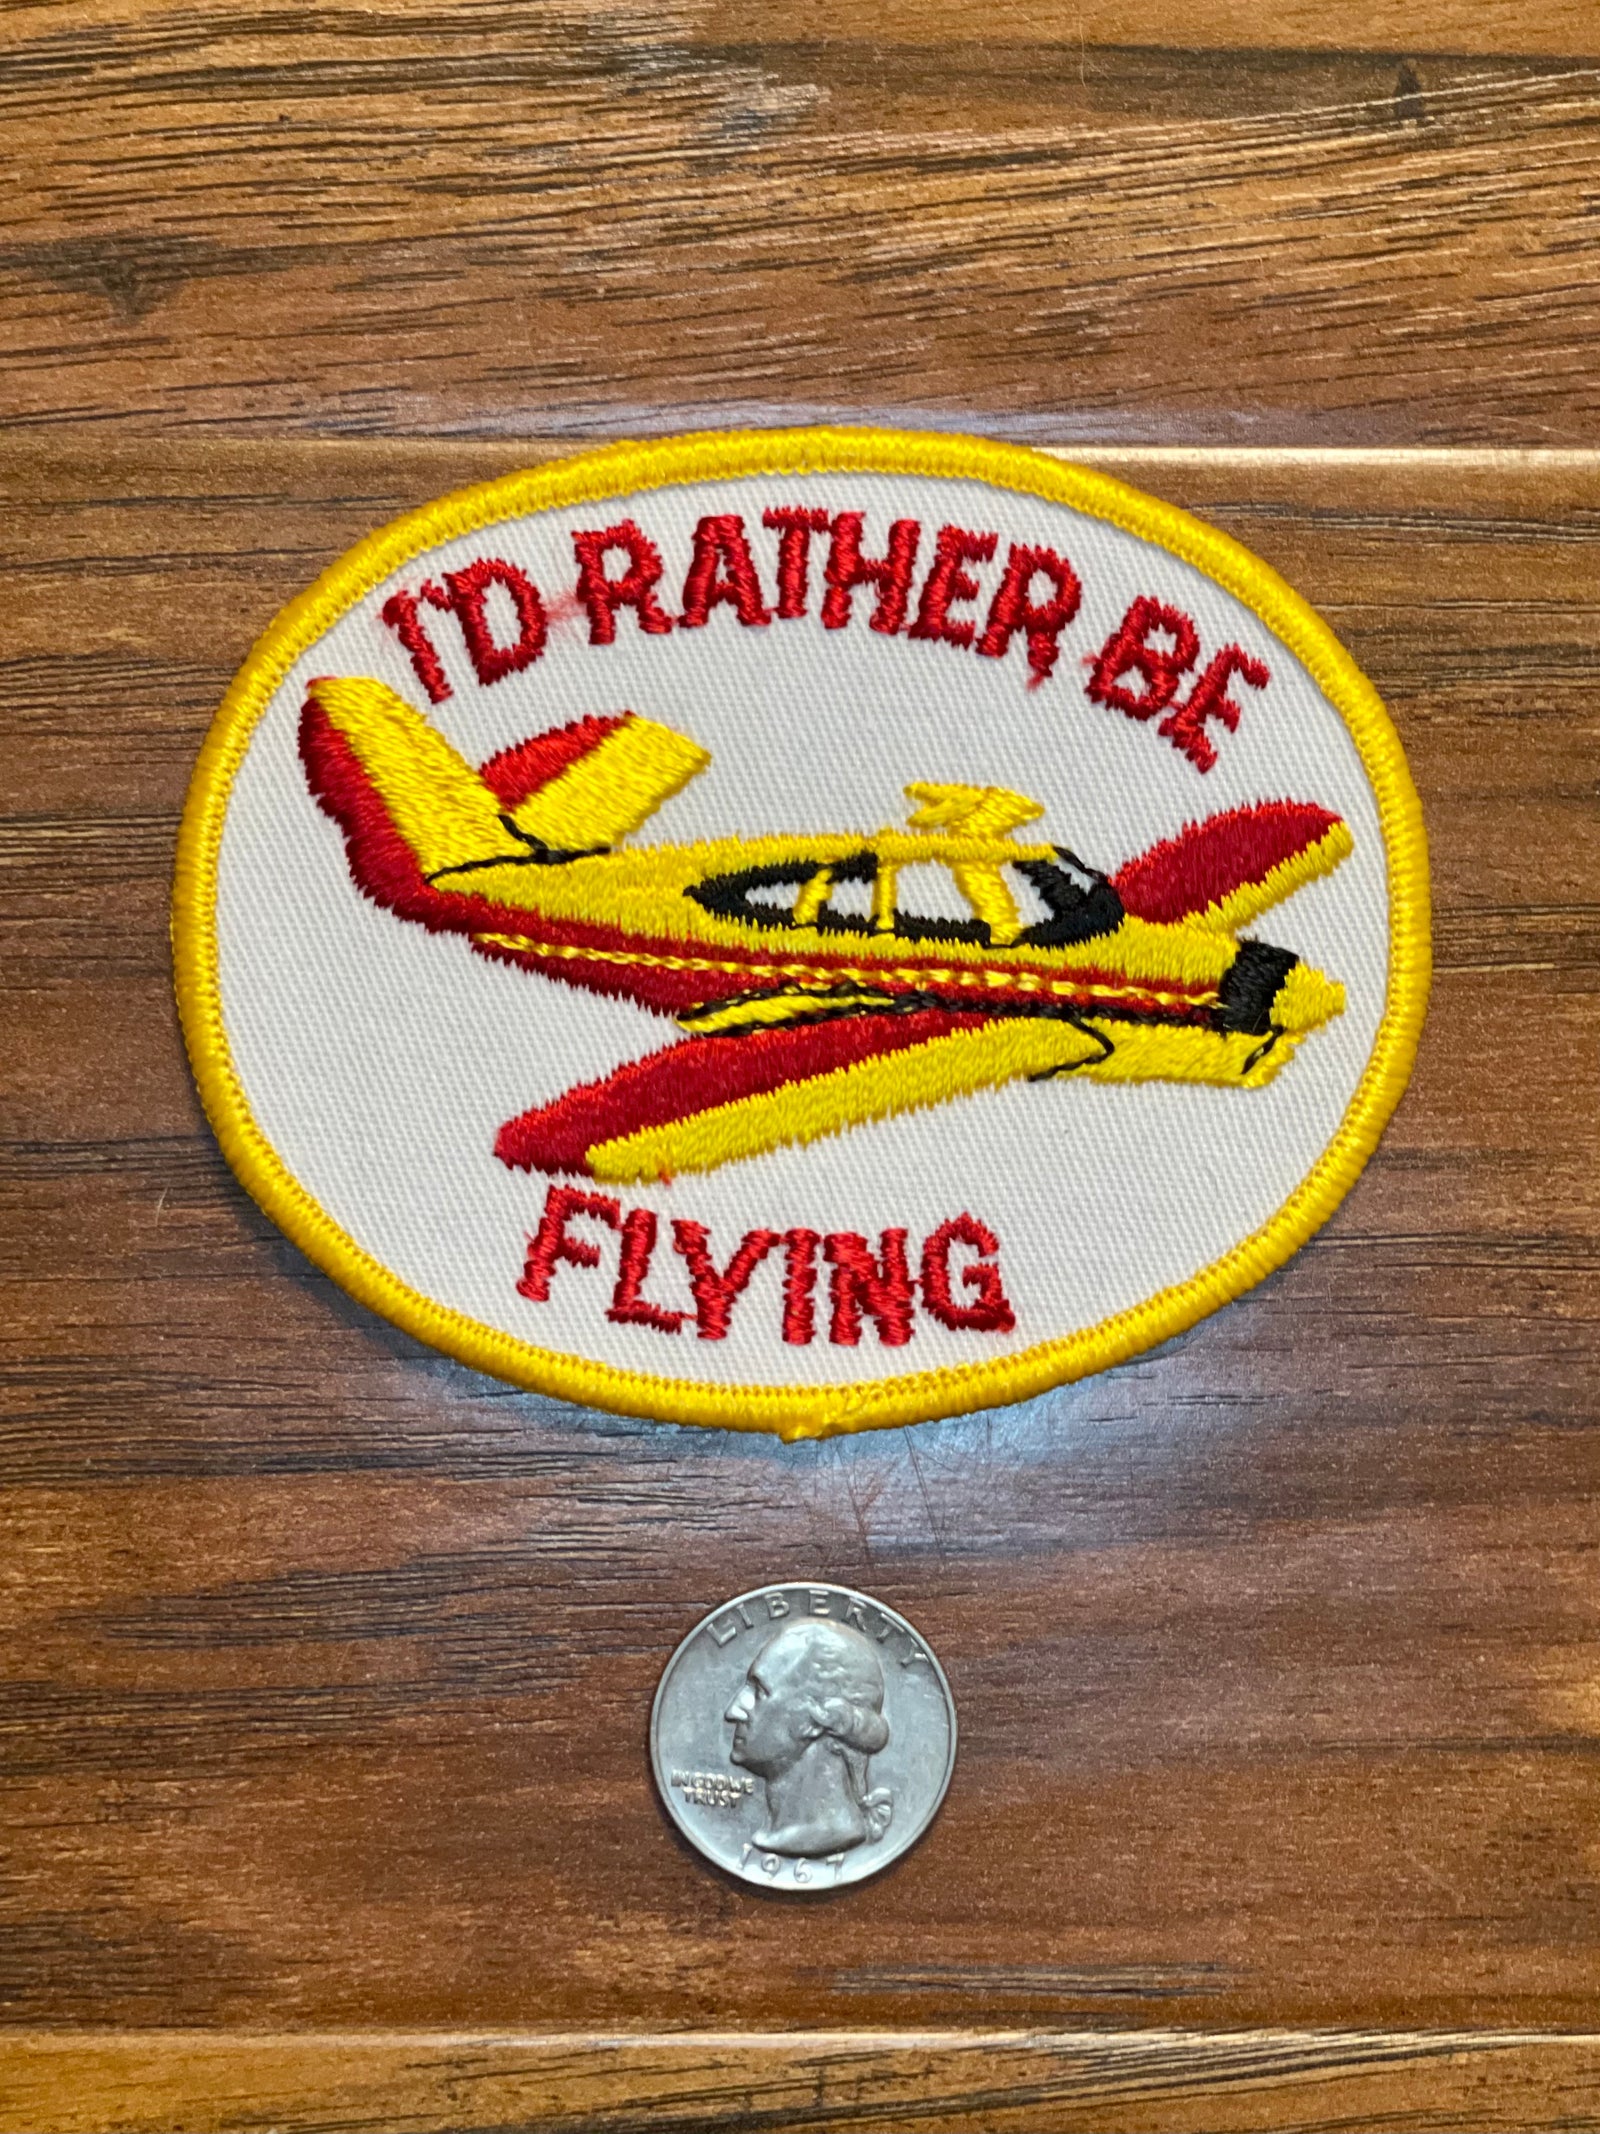 I'D RATHER BE
FLYING
LIBERTY
IN GOD WE
TRUST
1967